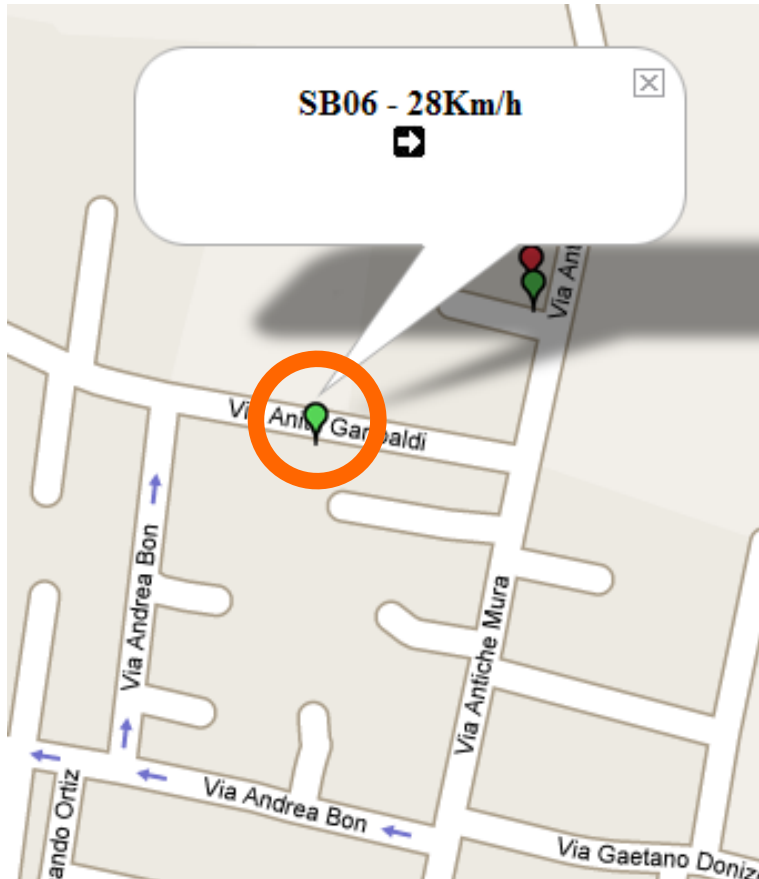 SB06 - 28Km/h
Via Ant
Via Anita Garibaldi
Via Andrea Bon
Via Antiche Mura
ando Ortiz
Via Andrea Bon
Via Gaetano Doniz